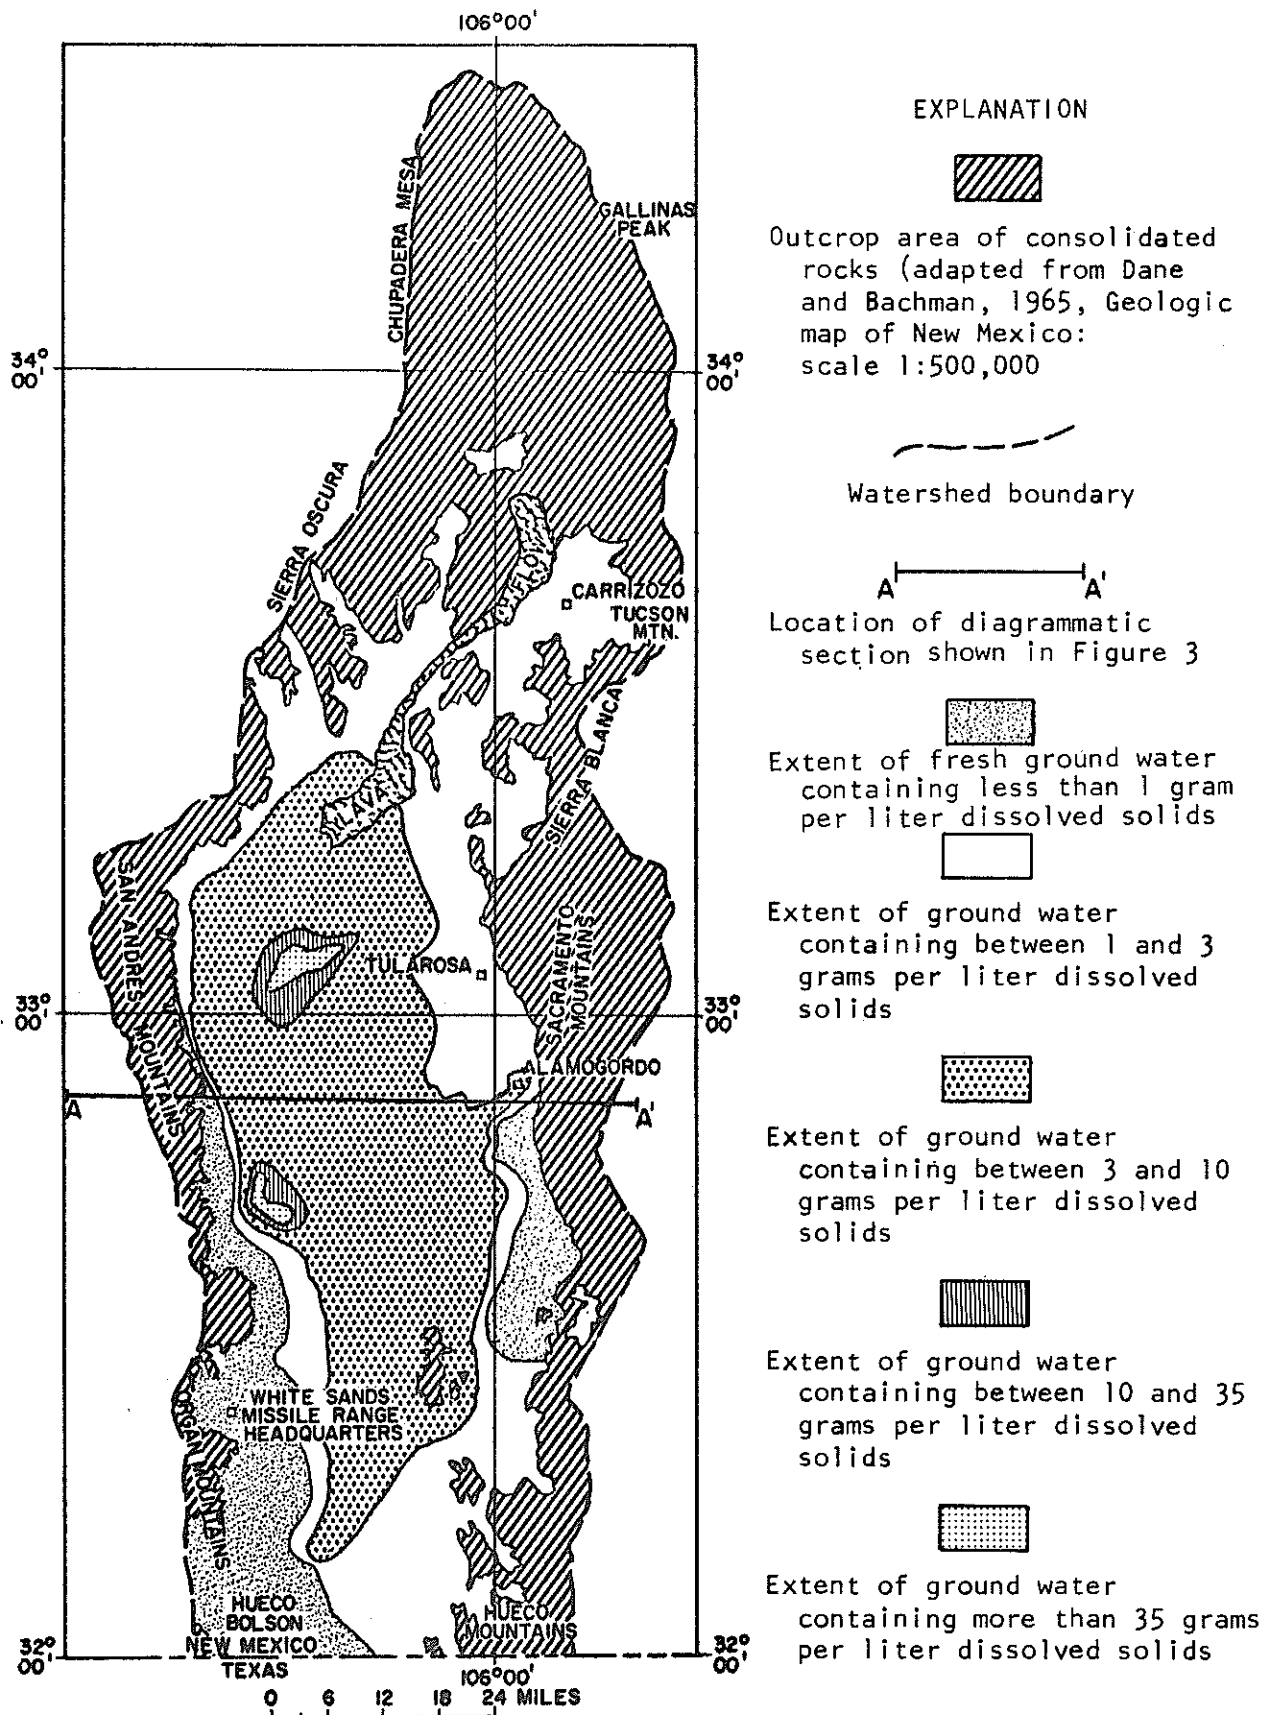 106°00'
CHUPADERA MESA
GALLINAS
PEAK
34°
00'
34°
00'
SIERRA OSCURA
FLOW
CARRIZOZO
TUCSON
MTN.
SIERRA BLANCA
LAVA
SAN ANDRES MOUNTAINS
TULAROSA
SACRAMENTO
MOUNTAINS
33°
00'
33°
00'
ALAMOGORDO
A
A'
WHITE SANDS
MISSILE RANGE
HEADQUARTERS
ORGAN MOUNTAINS
HUECO
BOLSON
NEW MEXICO
TEXAS
HUECO
MOUNTAINS
32°
00'
32°
00'
106°00'
0 6 12 18 24 MILES
EXPLANATION
Outcrop area of consolidated
rocks (adapted from Dane
and Bachman, 1965, Geologic
map of New Mexico:
scale 1:500,000
Watershed boundary
A A'
Location of diagrammatic
section shown in Figure 3
Extent of fresh ground water
containing less than 1 gram
per liter dissolved solids
Extent of ground water
containing between 1 and 3
grams per liter dissolved
solids
Extent of ground water
containing between 3 and 10
grams per liter dissolved
solids
Extent of ground water
containing between 10 and 35
grams per liter dissolved
solids
Extent of ground water
containing more than 35 grams
per liter dissolved solids